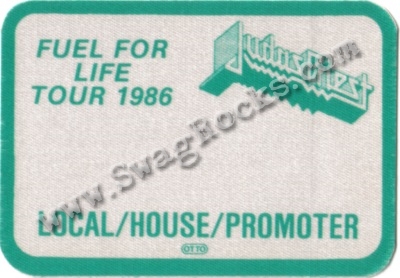 FUEL FOR
LIFE
TOUR 1986
Judas Priest
www.SwagRocks.com
LOCAL/HOUSE/PROMOTER
OTTO